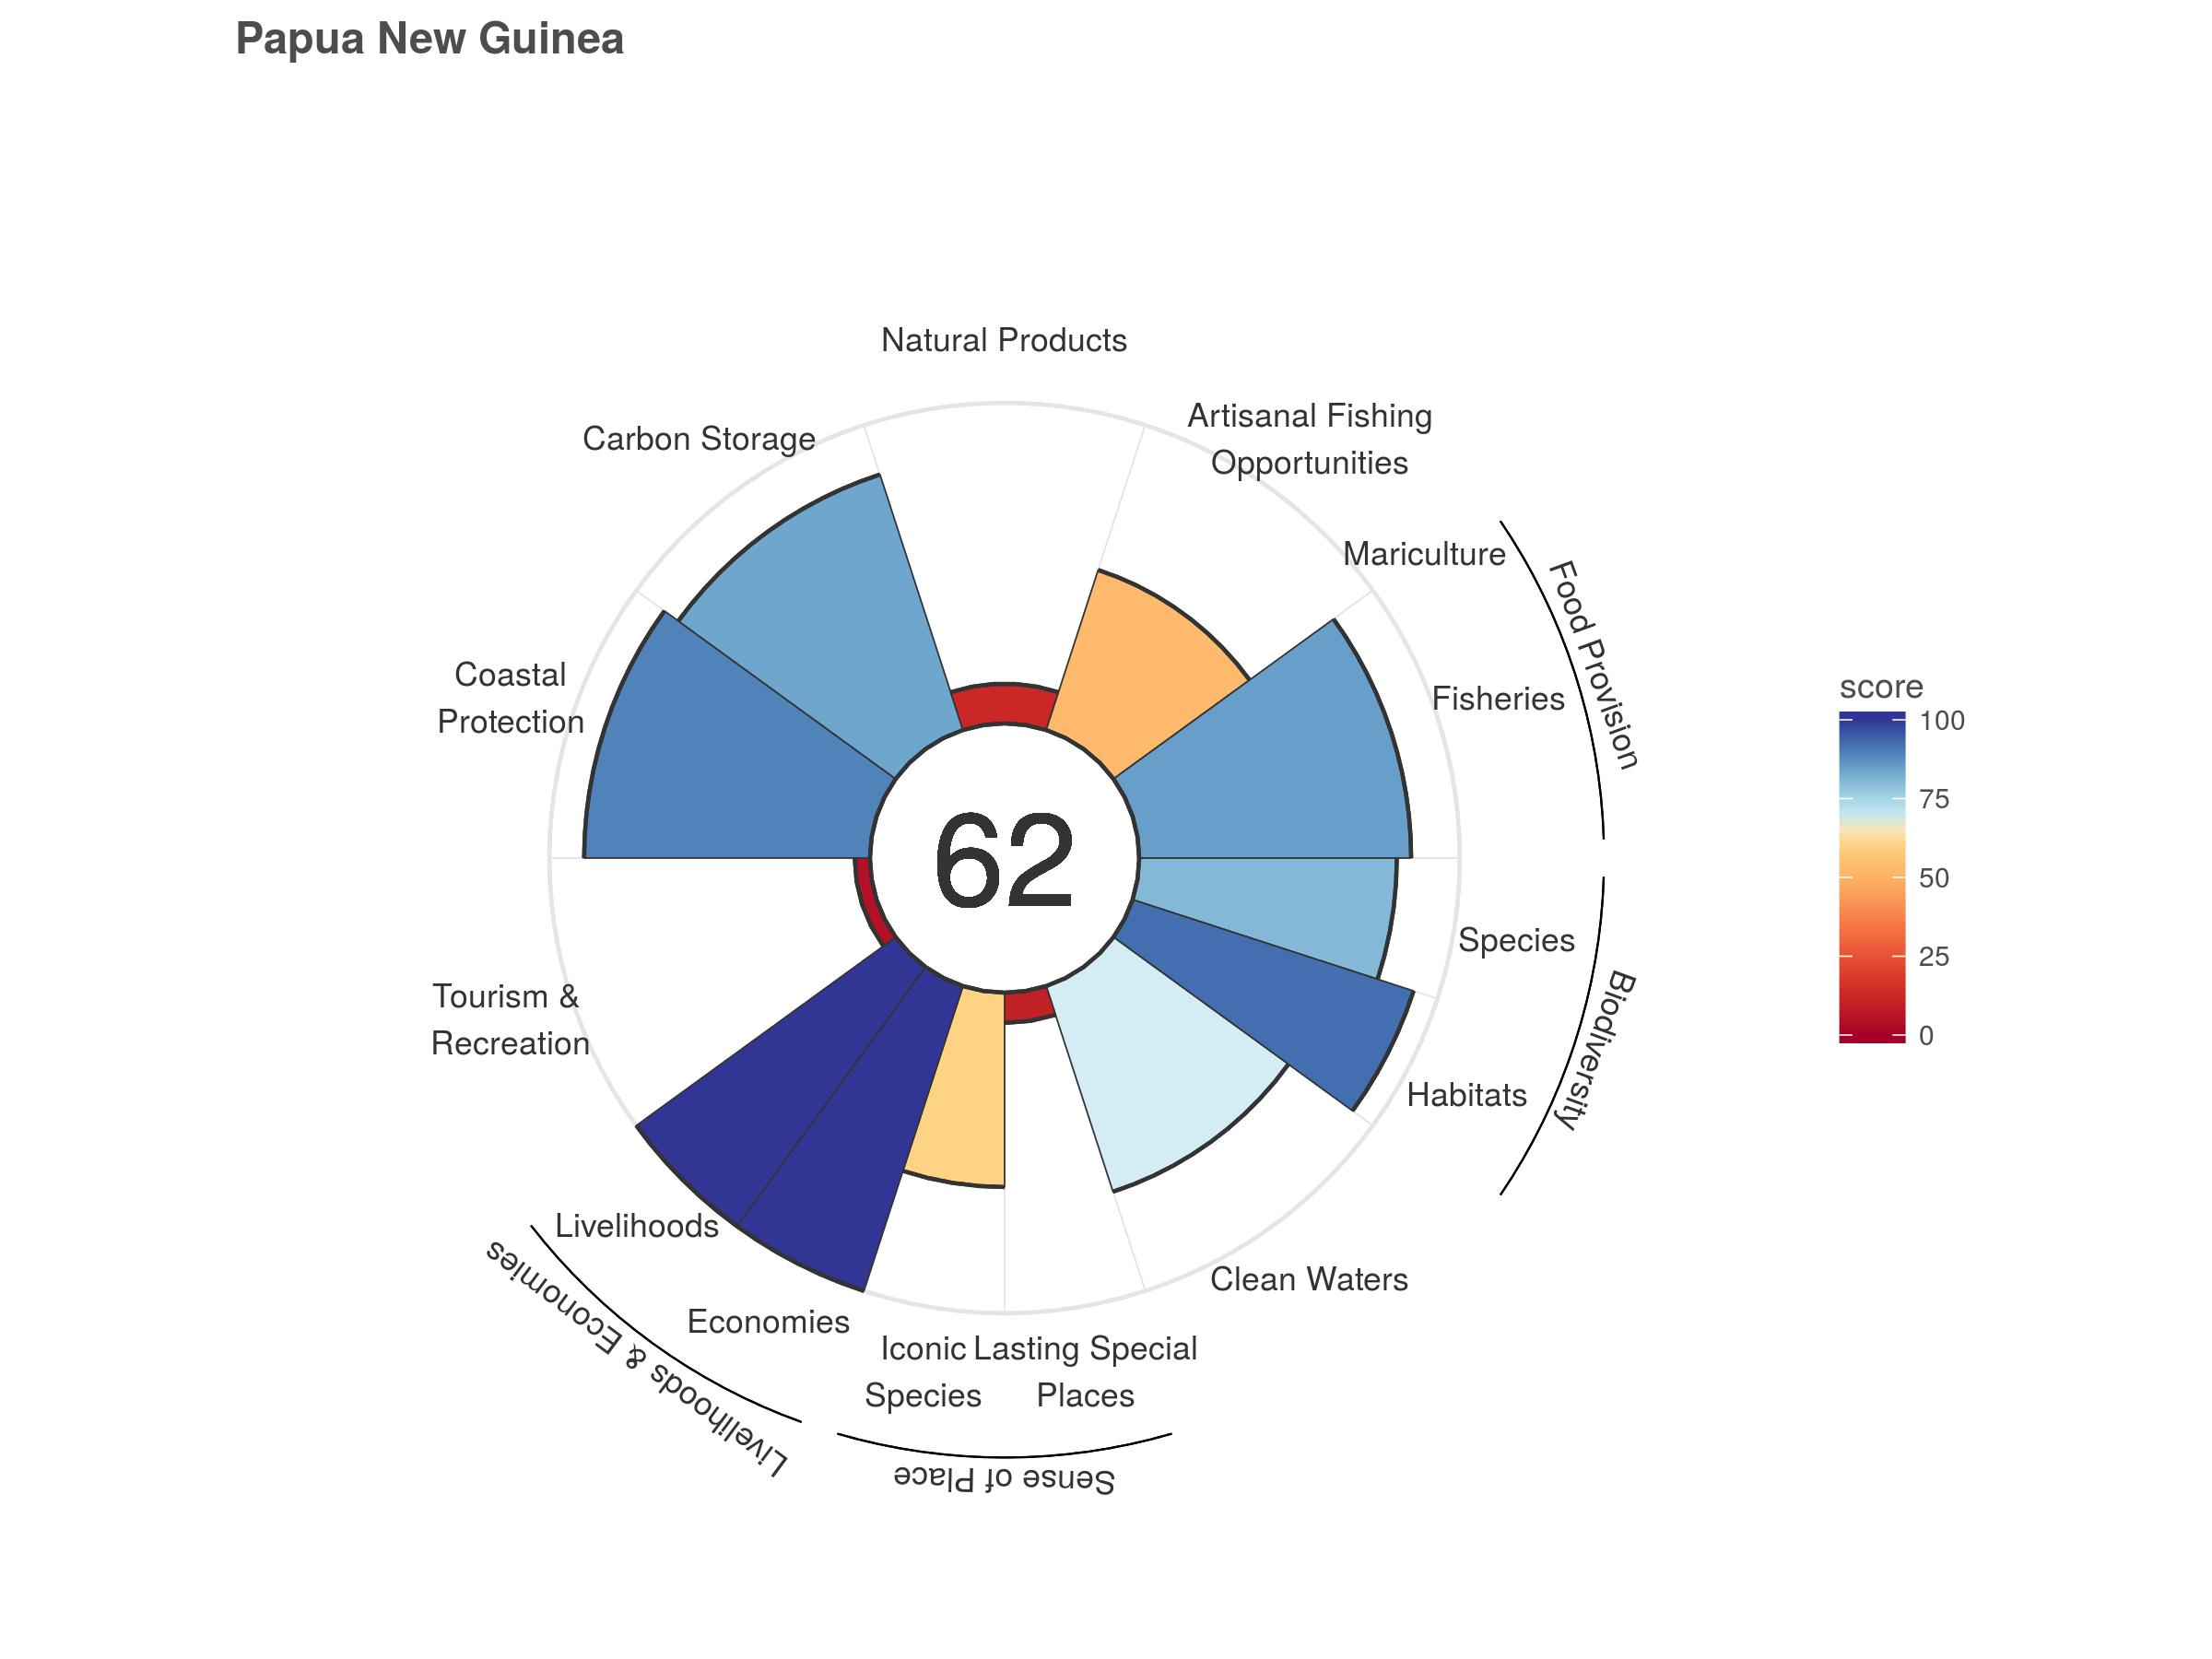 Papua New Guinea
Natural Products
Artisanal Fishing
Opportunities
Carbon Storage
Mariculture
Food Provision
Fisheries
Coastal
Protection
score
100
75
50
25
0
62
Species
Biodiversity
Habitats
Tourism &
Recreation
Livelihoods
Clean Waters
Economies
Livelihoods & Economies
Iconic
Species
Lasting Special
Places
Sense of Place